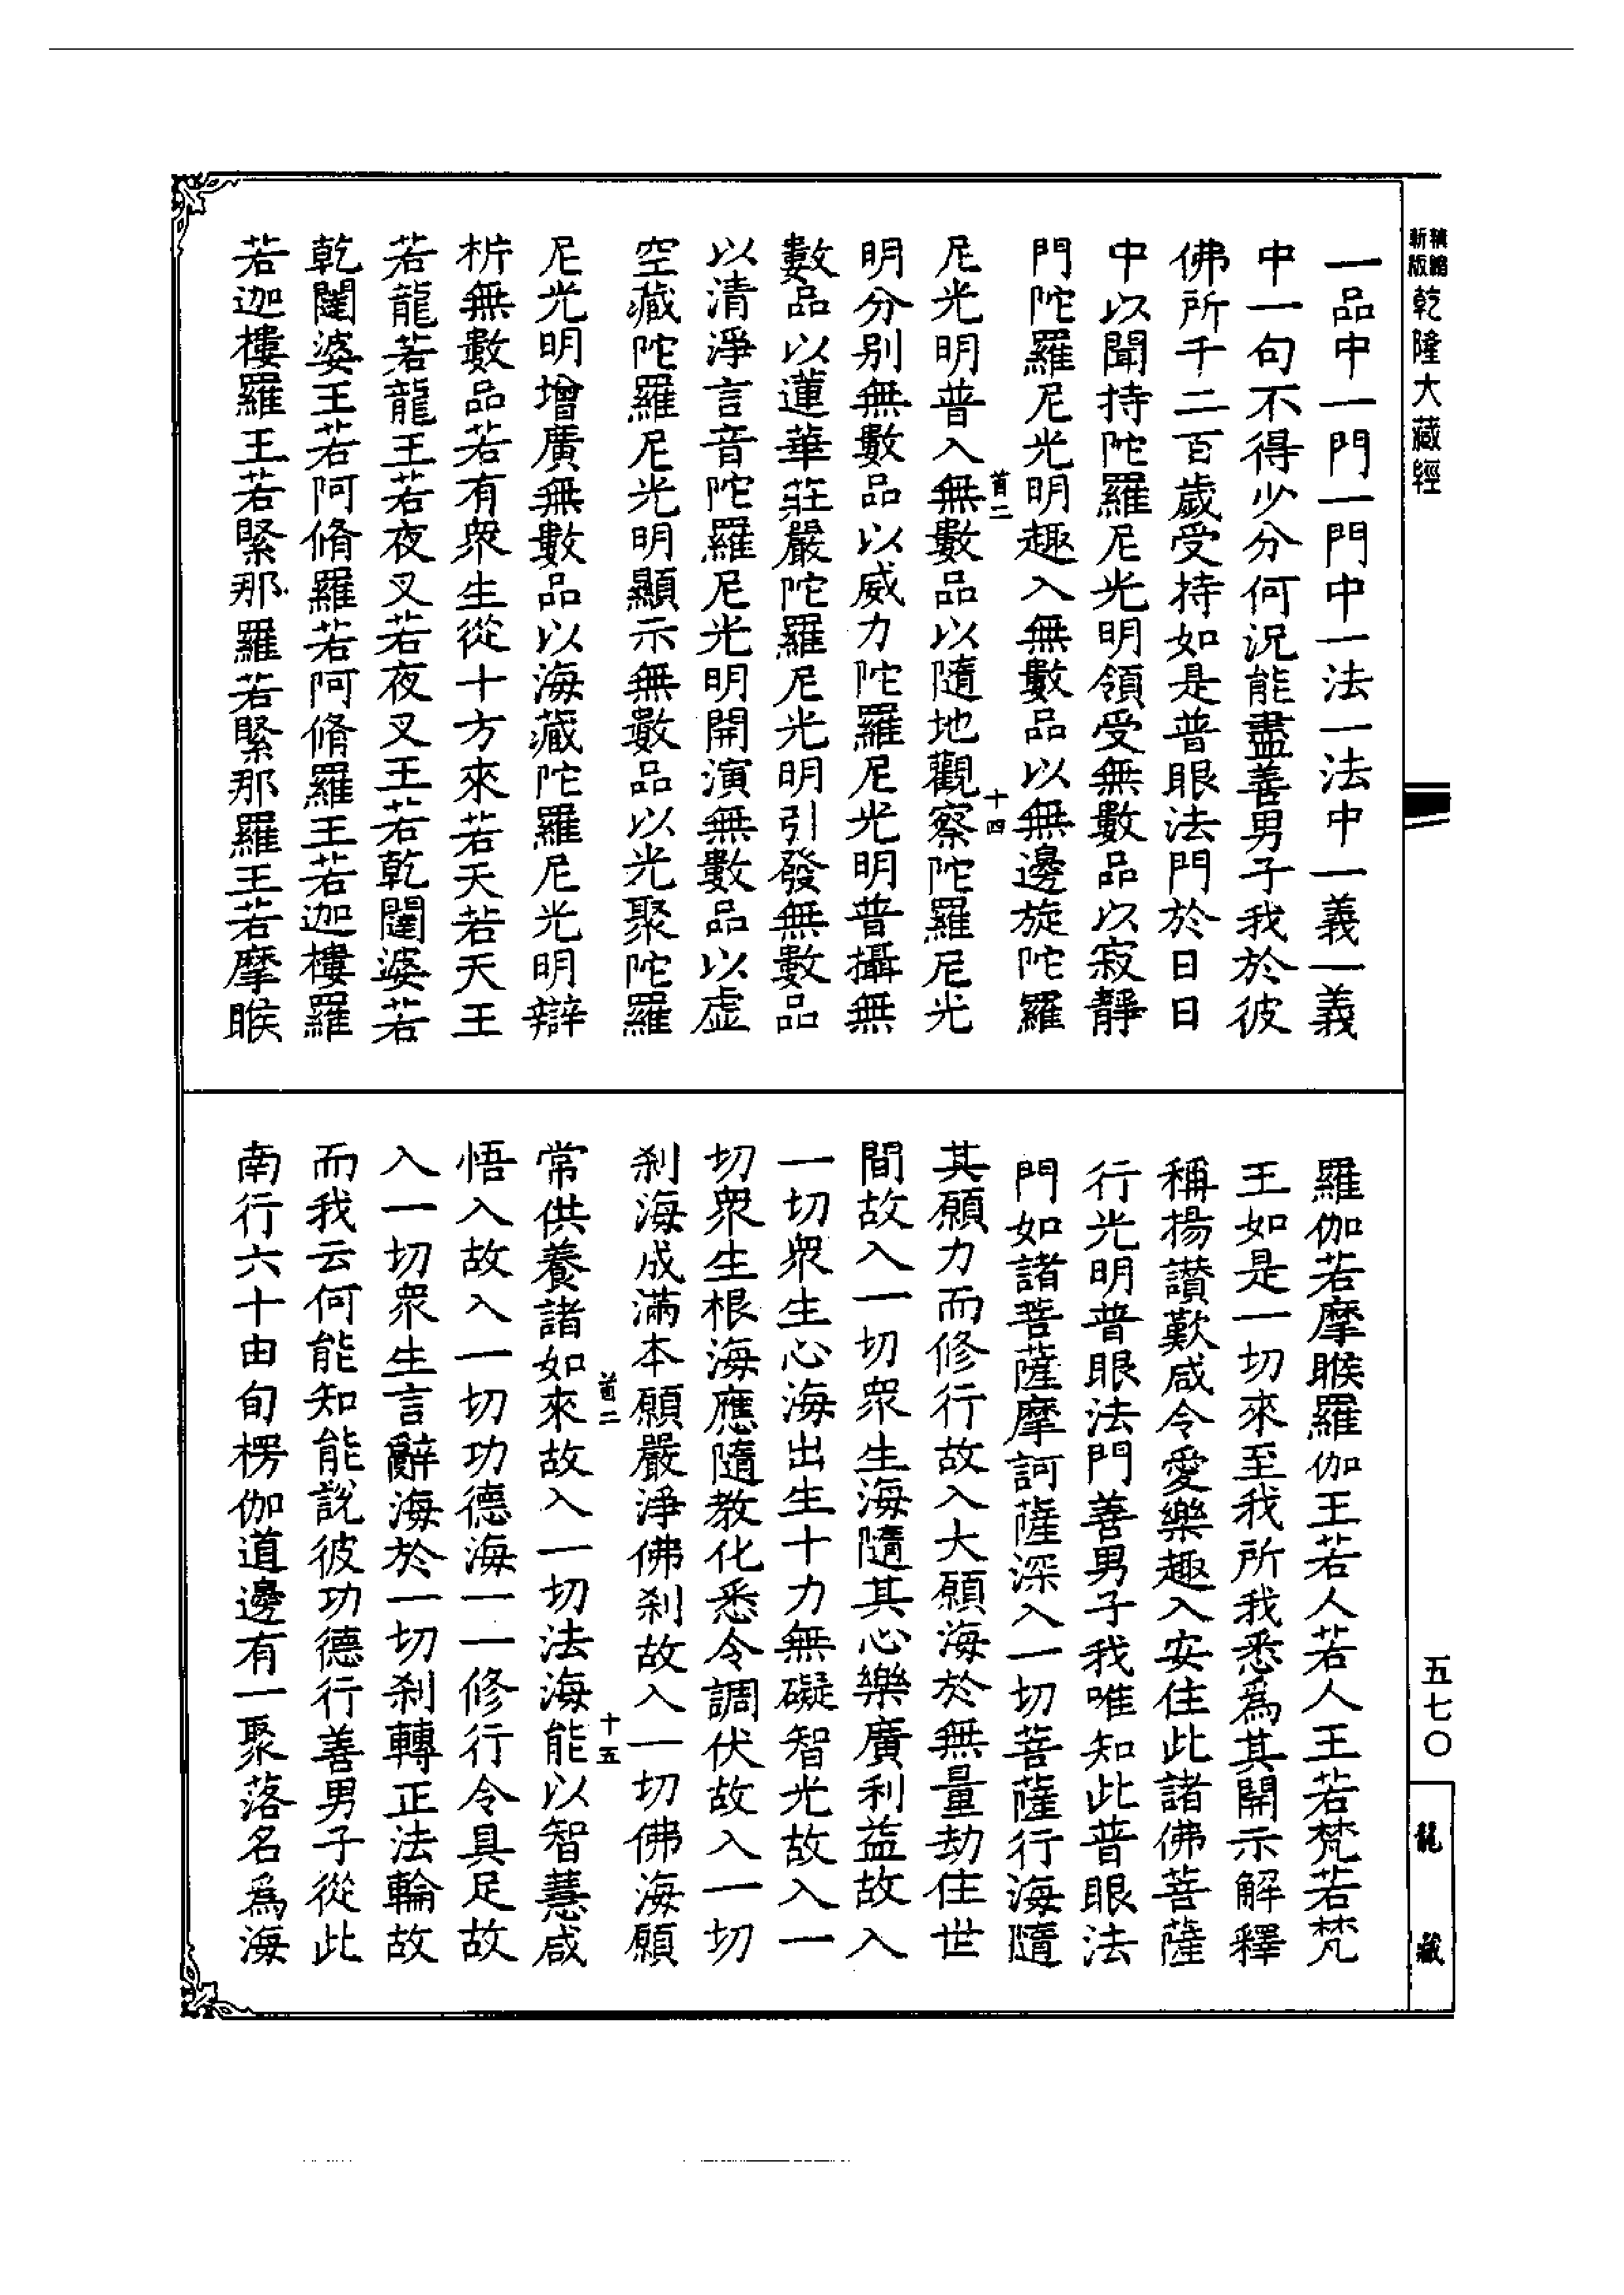 乾隆大藏經
一品中一門一門中一法一法中一義一義
中一句不得少分何況能盡善男子我於彼
佛所千二百歲受持如是普眼法門於日日
中以聞持陀羅尼光明領受無數品以寂靜
門陀羅尼光明趣入無數品以無邊旋陀羅
首二 十四
尼光明普入無數品以隨地觀察陀羅尼光
明分別無數品以威力陀羅尼光明普攝無
數品以蓮華莊嚴陀羅尼光明引發無數品
以清淨言音陀羅尼光明開演無數品以虛
空藏陀羅尼光明顯示無數品以光聚陀羅
尼光明增廣無數品以海藏陀羅尼光明辯
析無數品若有眾生從十方來若天若天王
若龍若龍王若夜叉若夜叉王若乾闥婆若
乾闥婆王若阿脩羅若阿脩羅王若迦樓羅
若迦樓羅王若緊那羅若緊那羅王若摩睺
羅伽若摩睺羅伽王若人若人王若梵若梵
王如是一切來至我所我悉為其開示解釋
稱揚讚歎咸令愛樂趣入安住此諸佛菩薩
行光明普眼法門善男子我唯知此普眼法
門如諸菩薩摩訶薩深入一切菩薩行海隨
其願力而修行故入大願海於無量劫住世
間故入一切眾生海隨其心樂廣利益故入
一切眾生心海出生十力無礙智光故入一
切眾生根海應隨教化悉令調伏故入一切
剎海成滿本願嚴淨佛剎故入一切佛海願
首二 十五
常供養諸如來故入一切法海能以智慧咸
悟入故入一切功德海一一修行令具足故
入一切眾生言辭海於一切剎轉正法輪故
而我云何能知能說彼功德行善男子從此
南行六十由旬楞伽道邊有一聚落名為海
五七〇
龍藏